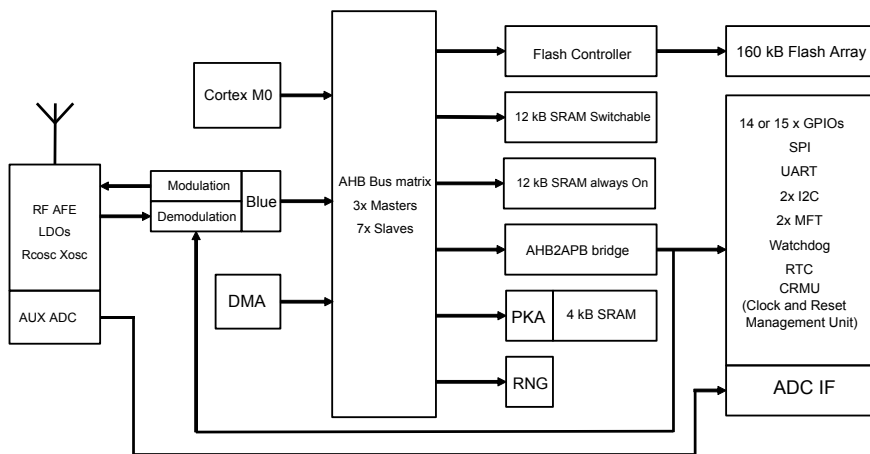 Flash Controller
160 kB Flash Array
Cortex M0
12 kB SRAM Switchable
14 or 15 x GPIOs
SPI
UART
2x I2C
2x MFT
Watchdog
RTC
CRMU
(Clock and Reset
Management Unit)
AHB Bus matrix
3x Masters
7x Slaves
12 kB SRAM always On
Modulation
Demodulation
Blue
RF AFE
LDOs
Rcosc Xosc
AHB2APB bridge
DMA
PKA
4 kB SRAM
AUX ADC
RNG
ADC IF